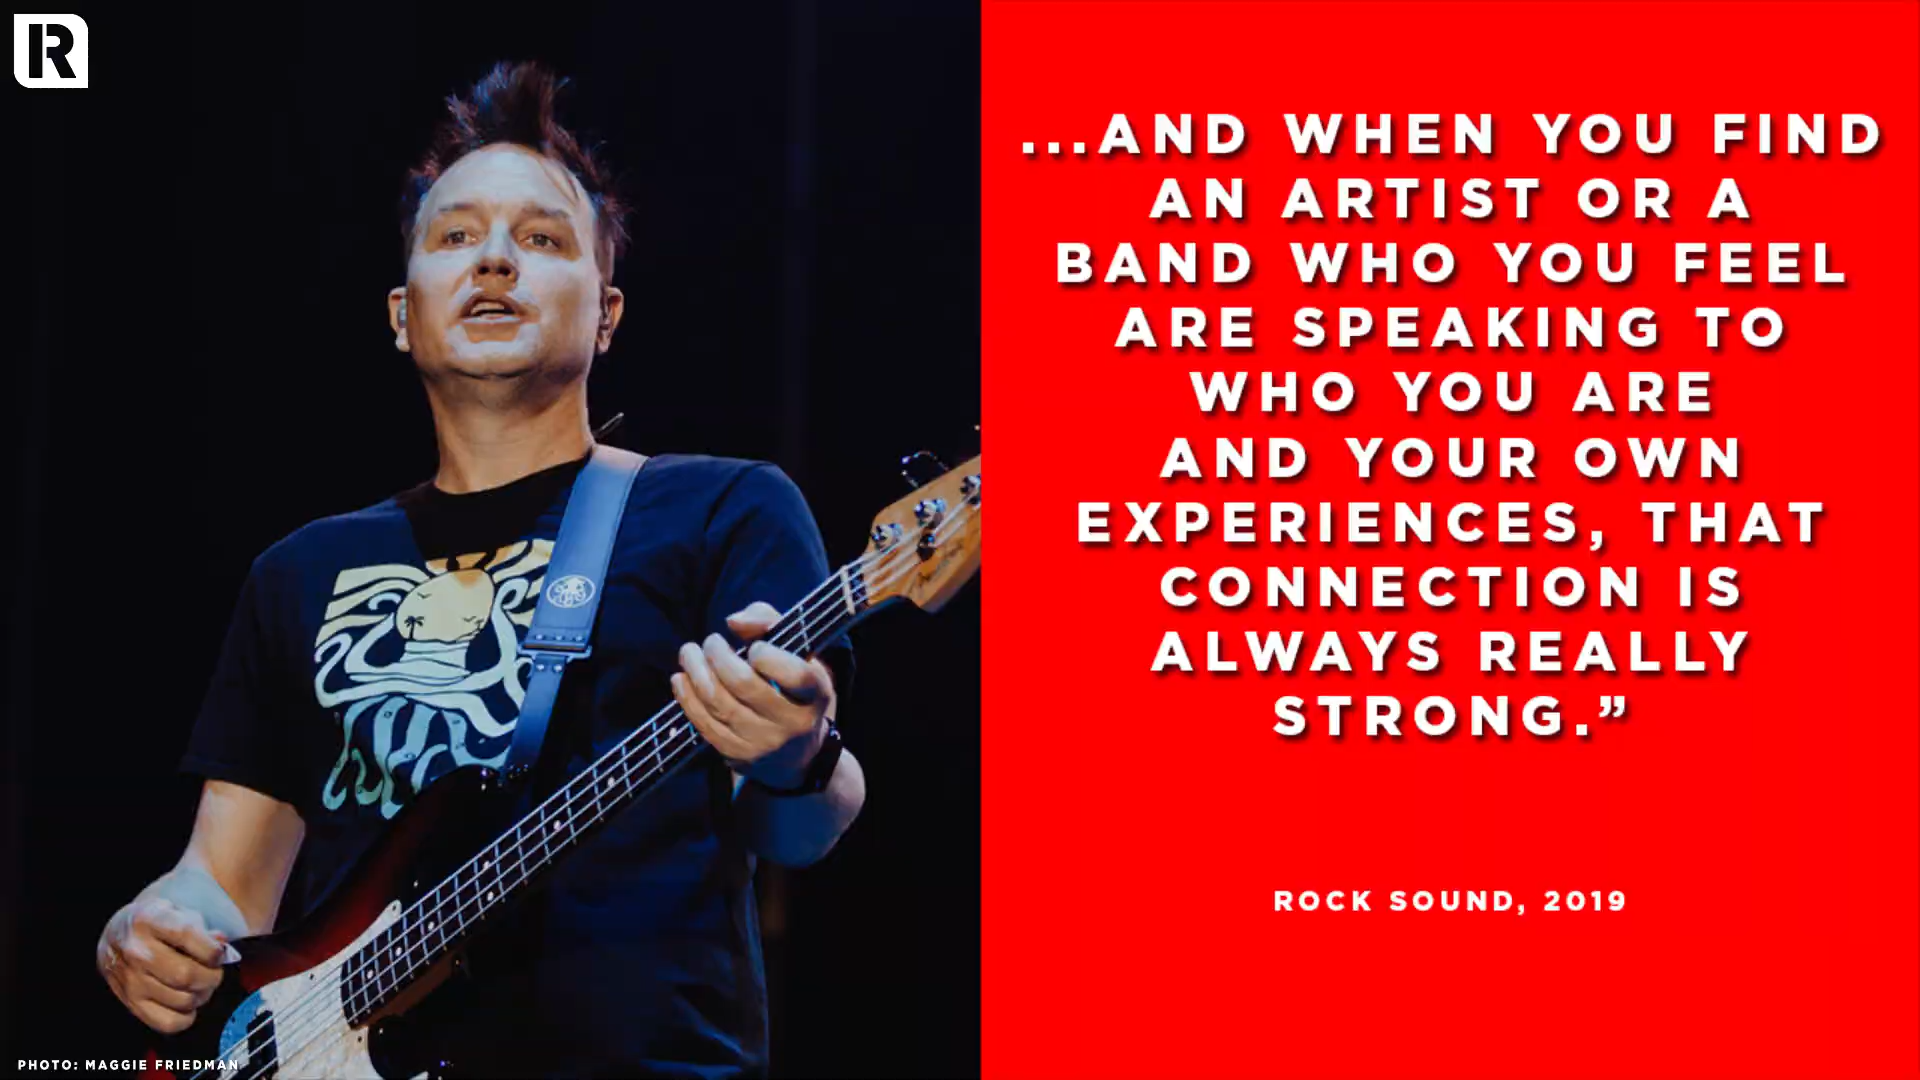 R
...AND WHEN YOU FIND
AN ARTIST OR A
BAND WHO YOU FEEL
ARE SPEAKING TO
WHO YOU ARE
AND YOUR OWN
EXPERIENCES, THAT
CONNECTION IS
ALWAYS REALLY
STRONG.”
ROCK SOUND, 2019
PHOTO: MAGGIE FRIEDMAN